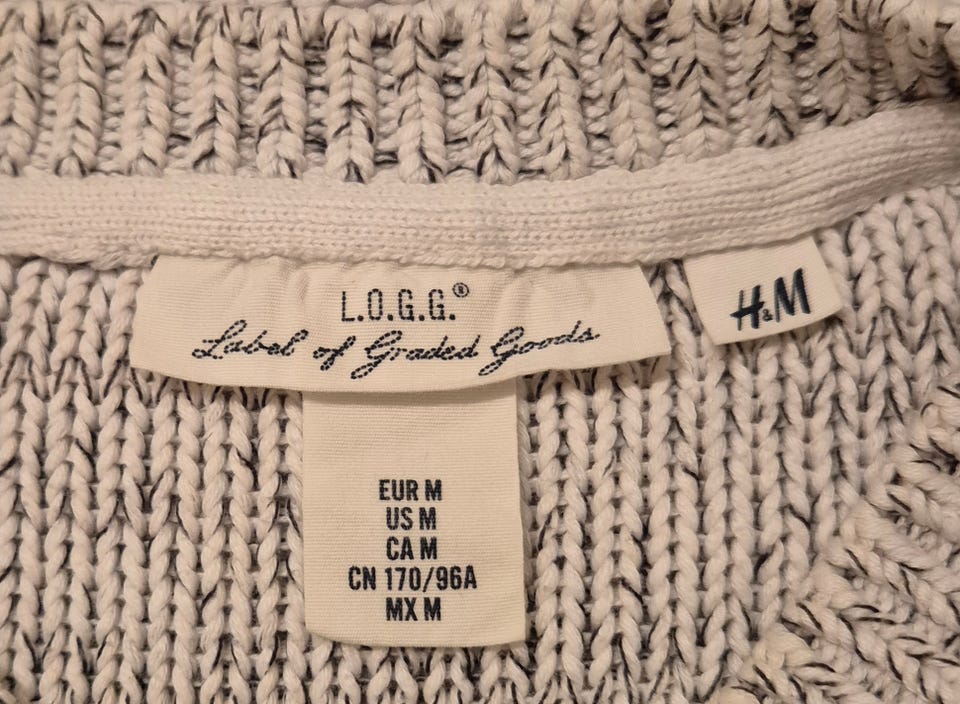 L.O.G.G.®
Label of Graded Goods
H&M
EUR M
US M
CA M
CN 170/96A
MX M